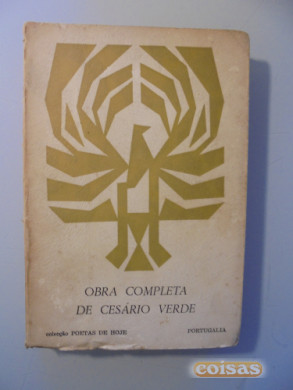 OBRA COMPLETA
DE CESÁRIO VERDE
colecção POETAS DE HOJE PORTUGÁLIA
coisas